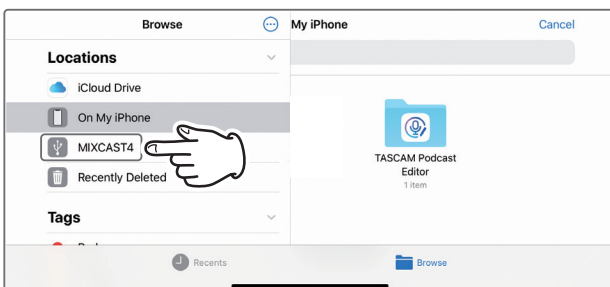 Browse
My iPhone
Cancel
Locations
iCloud Drive
On My iPhone
MIXCAST4
Recently Deleted
Tags
TASCAM Podcast
Editor
1 item
Recents
Browse